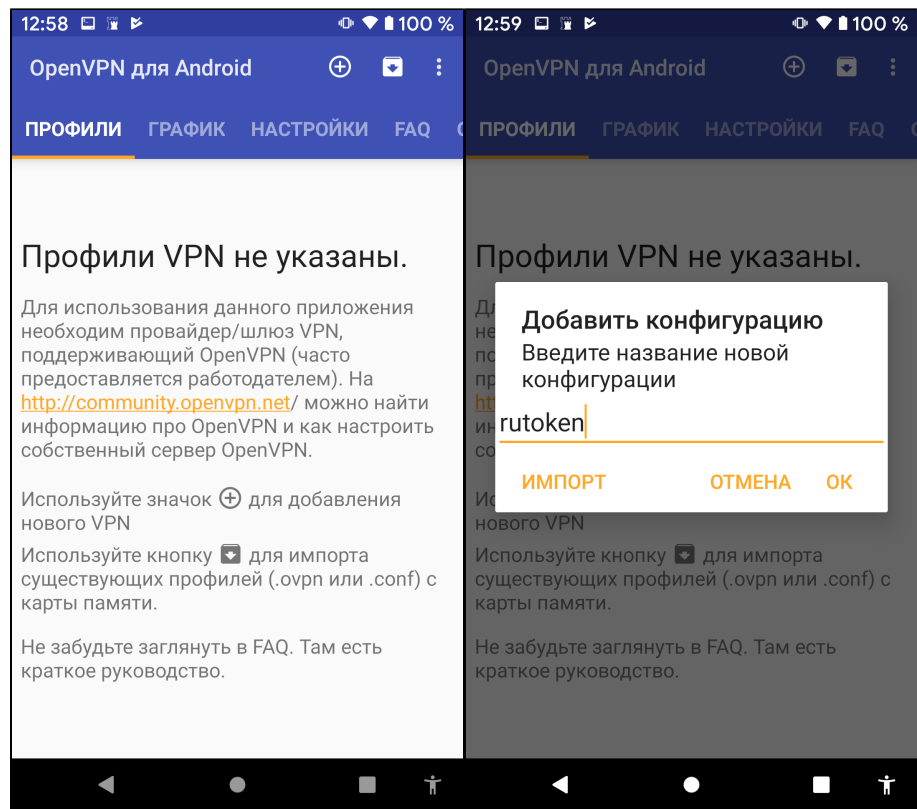 12:58 100 %
OpenVPN для Android
ПРОФИЛИ ГРАФИК НАСТРОЙКИ FAQ
Профили VPN не указаны.
Для использования данного приложения
необходим провайдер/шлюз VPN,
поддерживающий OpenVPN (часто
предоставляется работодателем). На
http://community.openvpn.net/ можно найти
информацию про OpenVPN и как настроить
собственный сервер OpenVPN.
Используйте значок для добавления
нового VPN
Используйте кнопку для импорта
существующих профилей (.ovpn или .conf) с
карты памяти.
Не забудьте заглянуть в FAQ. Там есть
краткое руководство.
12:59 100 %
OpenVPN для Android
ПРОФИЛИ ГРАФИК НАСТРОЙКИ FAQ
Профили VPN не указаны.
Добавить конфигурацию
Введите название новой
конфигурации
rutoken
ИМПОРТ ОТМЕНА ОК
нового VPN
Используйте кнопку для импорта
существующих профилей (.ovpn или .conf) с
карты памяти.
Не забудьте заглянуть в FAQ. Там есть
краткое руководство.